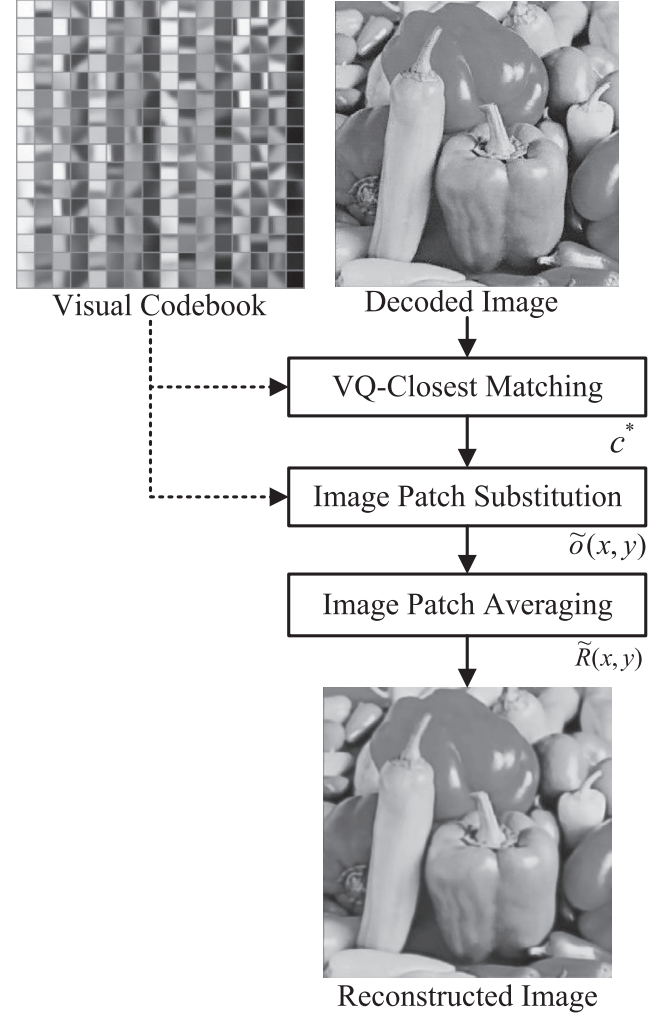 Visual Codebook
Decoded Image
VQ-Closest Matching
c*
Image Patch Substitution
õ(x, y)
Image Patch Averaging
R̃(x, y)
Reconstructed Image